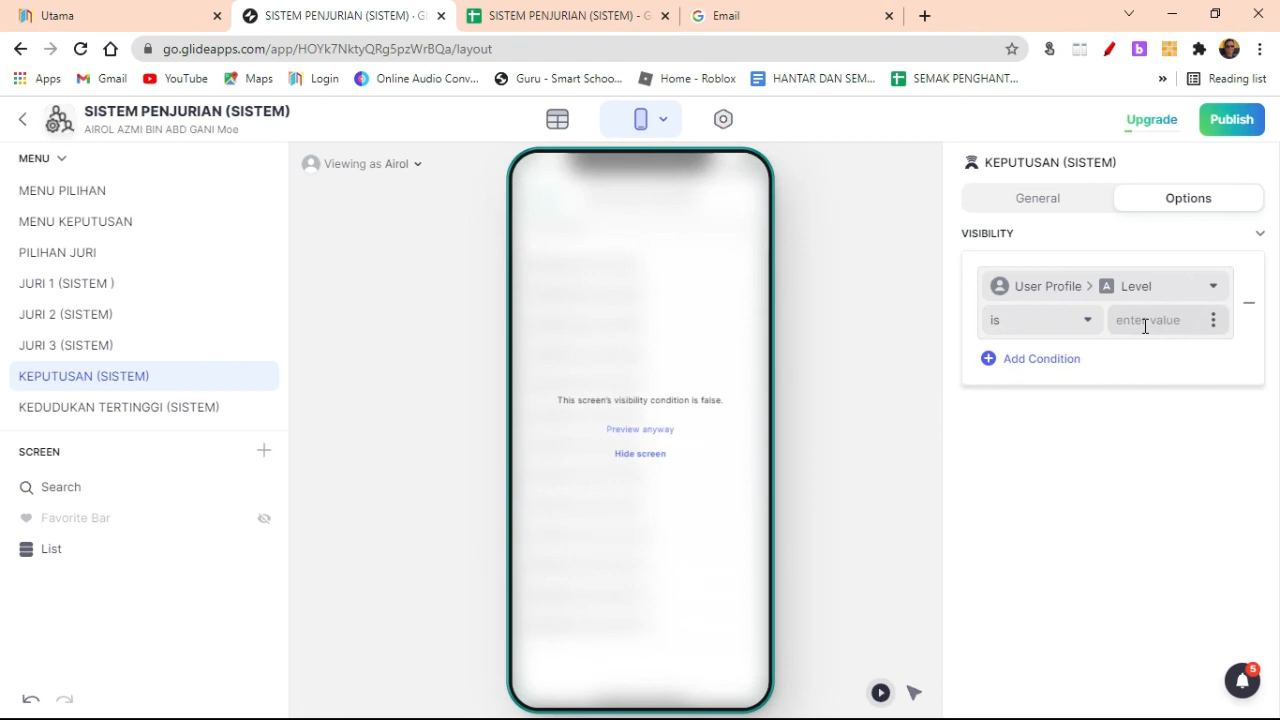 Utama
SISTEM PENJURIAN (SISTEM) · Gl
SISTEM PENJURIAN (SISTEM) - G
Email
go.glideapps.com/app/HOYk7NktyQRg5pzWrBQa/layout
Apps
Gmail
YouTube
Maps
Login
Online Audio Conv...
Guru - Smart Schoo...
Home - Roblox
HANTAR DAN SEM...
SEMAK PENGHANT...
»
Reading list
SISTEM PENJURIAN (SISTEM)
AIROL AZMI BIN ABD GANI Moe
Upgrade
Publish
MENU
MENU PILIHAN
MENU KEPUTUSAN
PILIHAN JURI
JURI 1 (SISTEM )
JURI 2 (SISTEM)
JURI 3 (SISTEM)
KEPUTUSAN (SISTEM)
KEDUDUKAN TERTINGGI (SISTEM)
SCREEN
Search
Favorite Bar
List
Viewing as Airol
This screen's visibility condition is false.
Preview anyway
Hide screen
KEPUTUSAN (SISTEM)
General
Options
VISIBILITY
User Profile > A Level
is
enter value
Add Condition
5